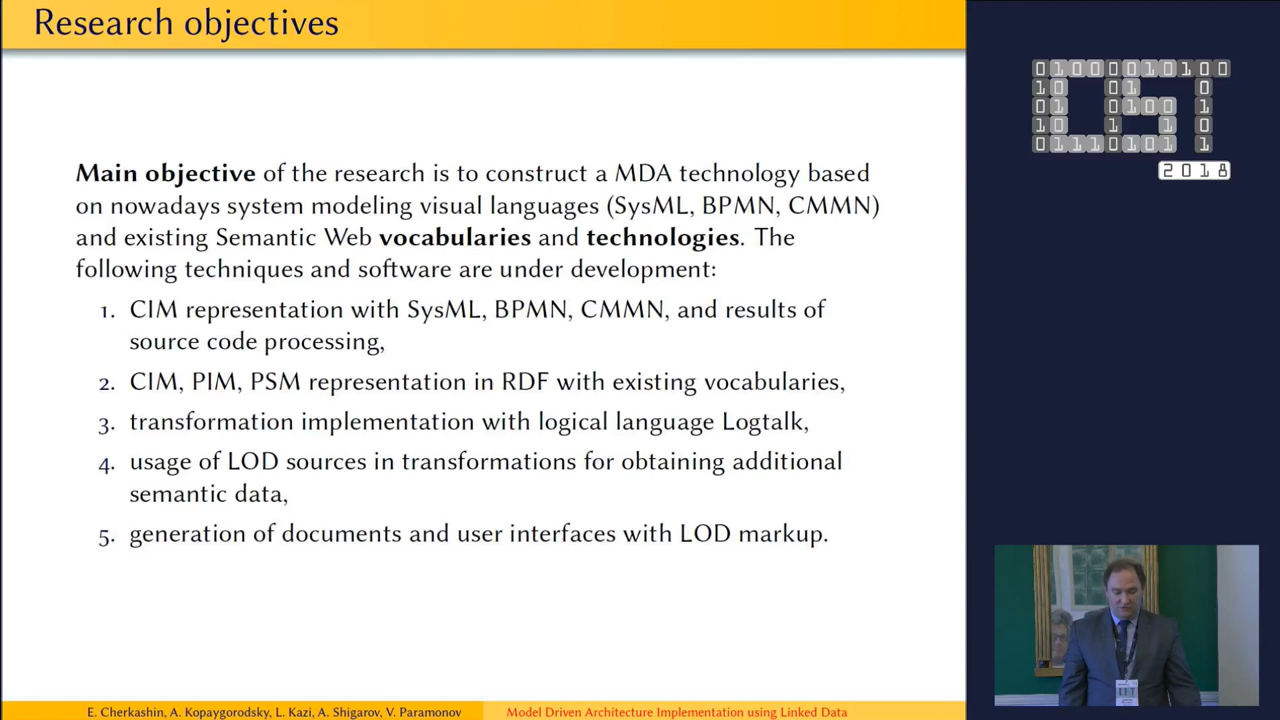 Research objectives
Main objective of the research is to construct a MDA technology based
on nowadays system modeling visual languages (SysML, BPMN, CMMN)
and existing Semantic Web vocabularies and technologies. The
following techniques and software are under development:
1. CIM representation with SysML, BPMN, CMMN, and results of
source code processing,
2. CIM, PIM, PSM representation in RDF with existing vocabularies,
3. transformation implementation with logical language Logtalk,
4. usage of LOD sources in transformations for obtaining additional
semantic data,
5. generation of documents and user interfaces with LOD markup.
E. Cherkashin, A. Kopaygorodsky, L. Kazi, A. Shigarov, V. Paramonov
Model Driven Architecture Implementation using Linked Data
2018